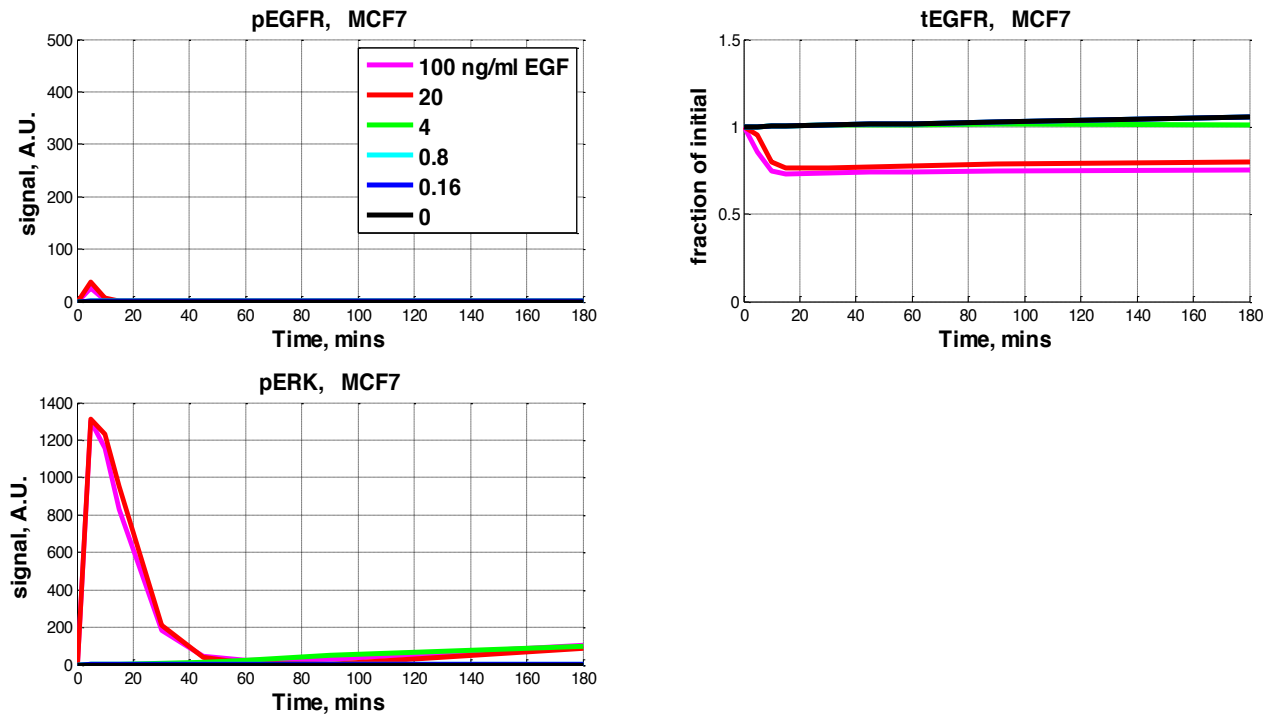 pEGFR, MCF7
500
400
300
200
100
0
signal, A.U.
0 20 40 60 80 100 120 140 160 180
Time, mins
100 ng/ml EGF
20
4
0.8
0.16
0
tEGFR, MCF7
1.5
1
0.5
0
fraction of initial
0 20 40 60 80 100 120 140 160 180
Time, mins
pERK, MCF7
1400
1200
1000
800
600
400
200
0
signal, A.U.
0 20 40 60 80 100 120 140 160 180
Time, mins